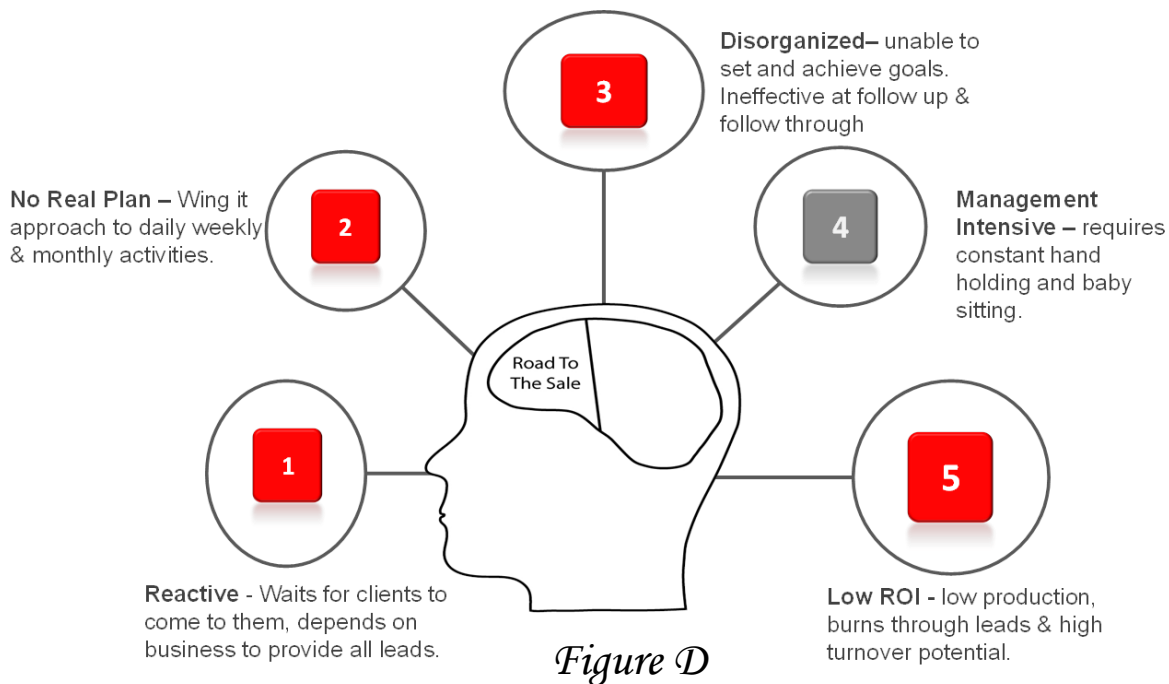 1
Reactive - Waits for clients to
come to them, depends on
business to provide all leads.
2
No Real Plan – Wing it
approach to daily weekly
& monthly activities.
3
Disorganized– unable to
set and achieve goals.
Ineffective at follow up &
follow through
4
Management
Intensive – requires
constant hand
holding and baby
sitting.
5
Low ROI - low production,
burns through leads & high
turnover potential.
Road To
The Sale
Figure D